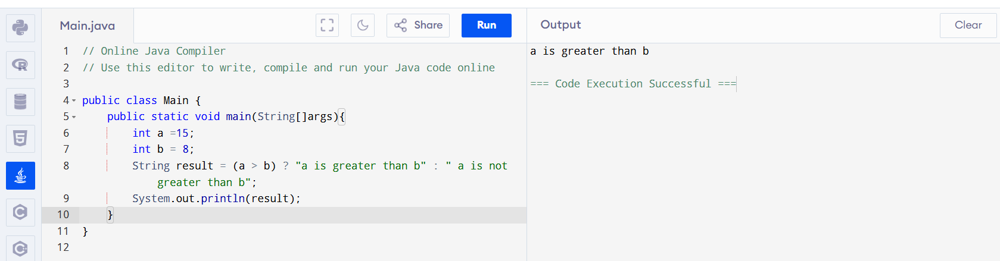 Main.java
Share
Run
Output
Clear
1 // Online Java Compiler
2 // Use this editor to write, compile and run your Java code online
3
4 public class Main {
5     public static void main(String[]args){
6         int a =15;
7         int b = 8;
8         String result = (a > b) ? "a is greater than b" : " a is not
            greater than b";
9         System.out.println(result);
10     }
11 }
12
a is greater than b
=== Code Execution Successful ===